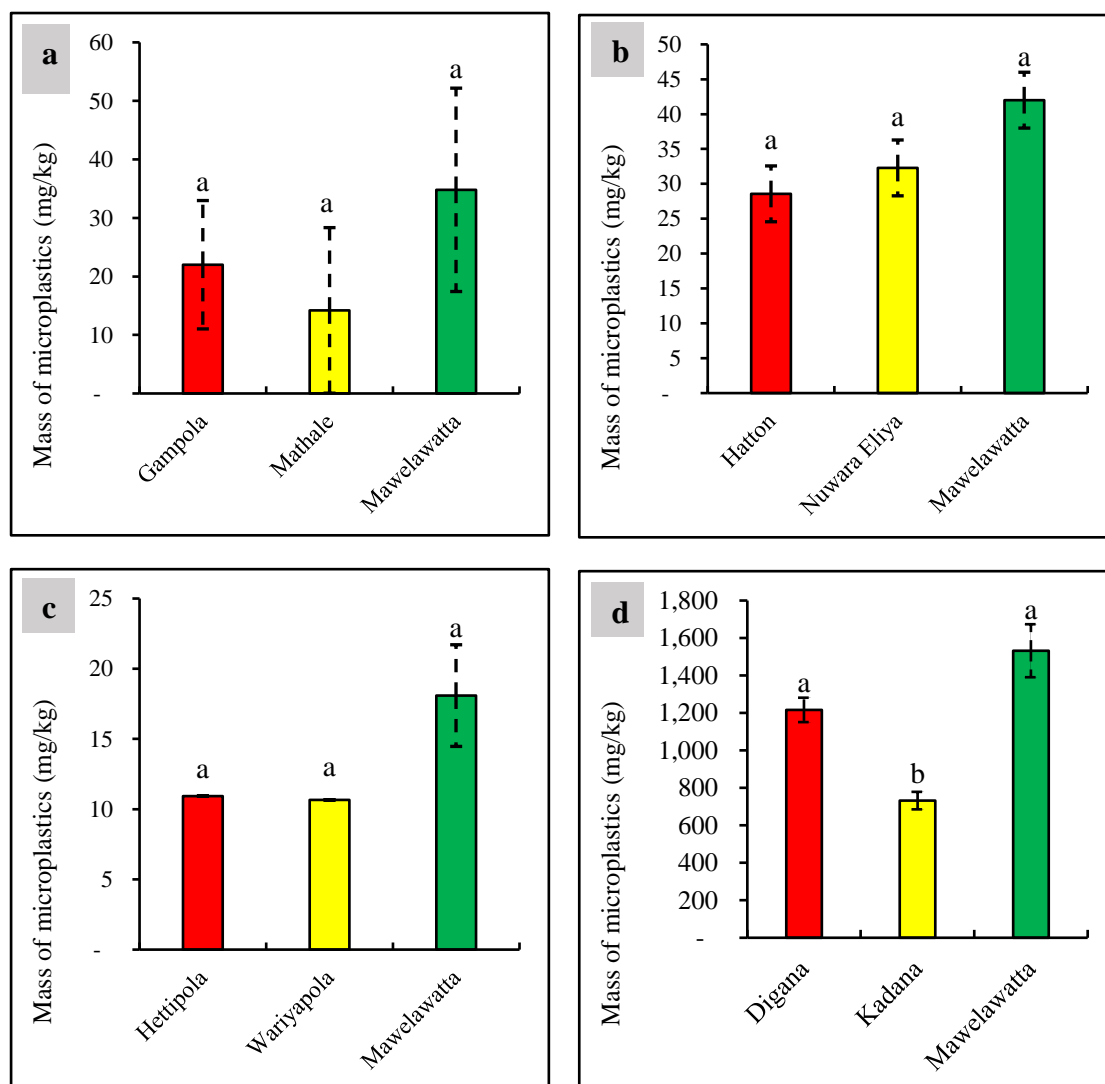 a
Mass of microplastics (mg/kg)
60
50
40
30
20
10
-
a
a
a
Gampola
Mathale
Mawelawatta
b
Mass of microplastics (mg/kg)
50
45
40
35
30
25
20
15
10
5
-
a
a
a
Hatton
Nuwara Eliya
Mawelawatta
c
Mass of microplastics (mg/kg)
25
20
15
10
5
-
a
a
a
Hettipola
Wariyapola
Mawelawatta
d
Mass of microplastics (mg/kg)
1,800
1,600
1,400
1,200
1,000
800
600
400
200
-
a
b
a
Digana
Kadana
Mawelawatta